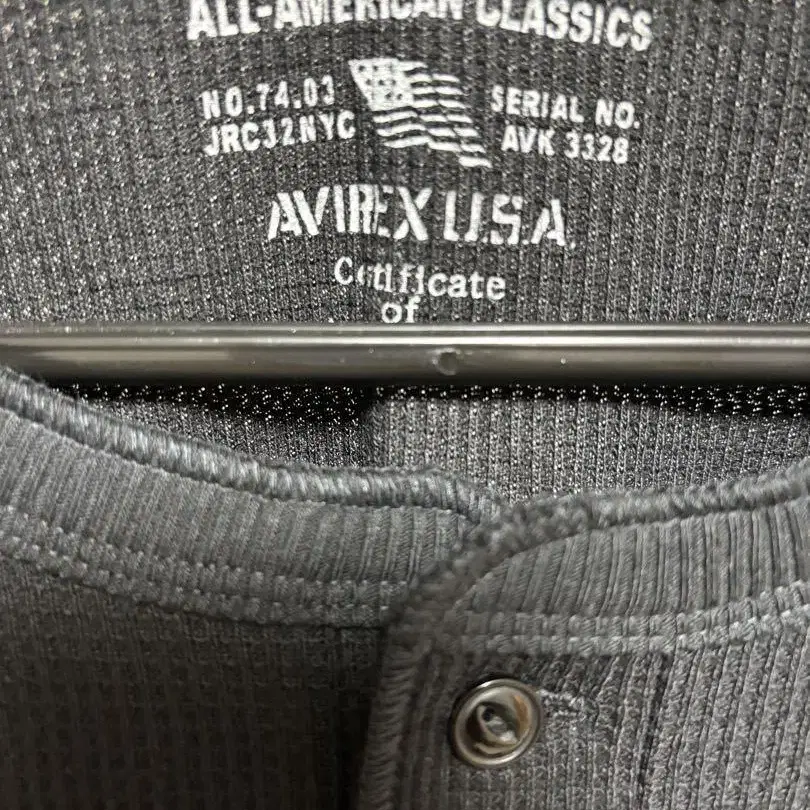 ALL-AMERICAN CLASSICS
NO.74.03 SERIAL NO.
JRC32NYC AVK 3328
AVIREX U.S.A.
Certificate
of